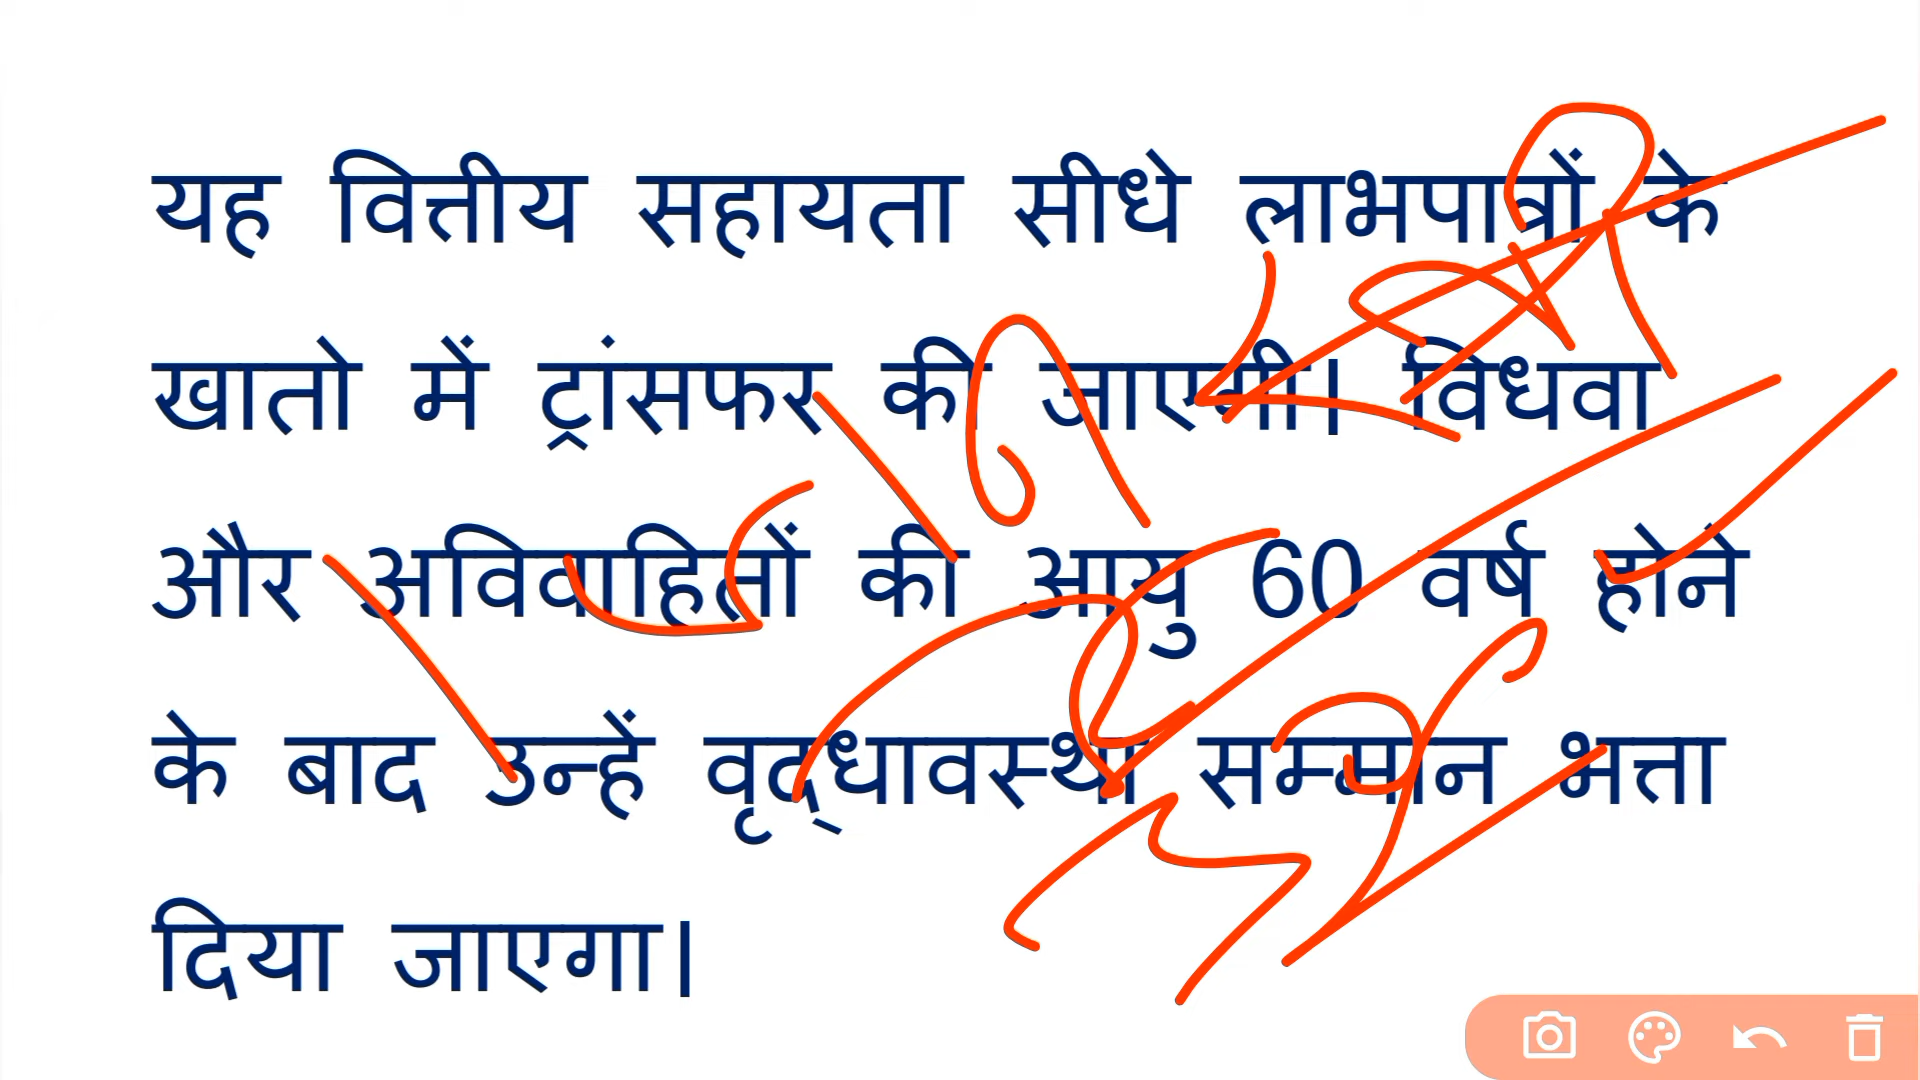 यह वित्तीय सहायता सीधे लाभपात्रों के
खातो में ट्रांसफर की जाएगी। विधवा
और अविवाहितों की आयु 60 वर्ष होने
के बाद उन्हें वृद्‌धावस्था सम्मान भत्ता
दिया जाएगा।